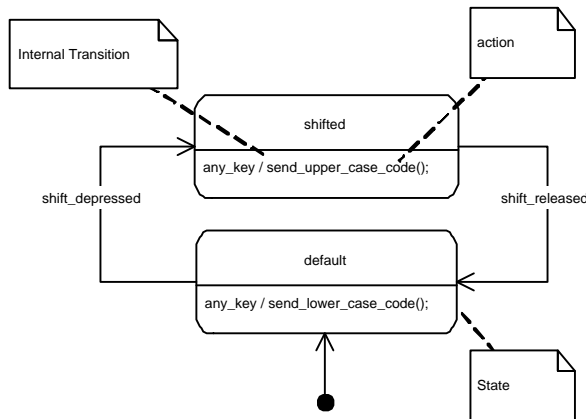 Internal Transition
action
shifted
any_key / send_upper_case_code();
shift_depressed
shift_released
default
any_key / send_lower_case_code();
State